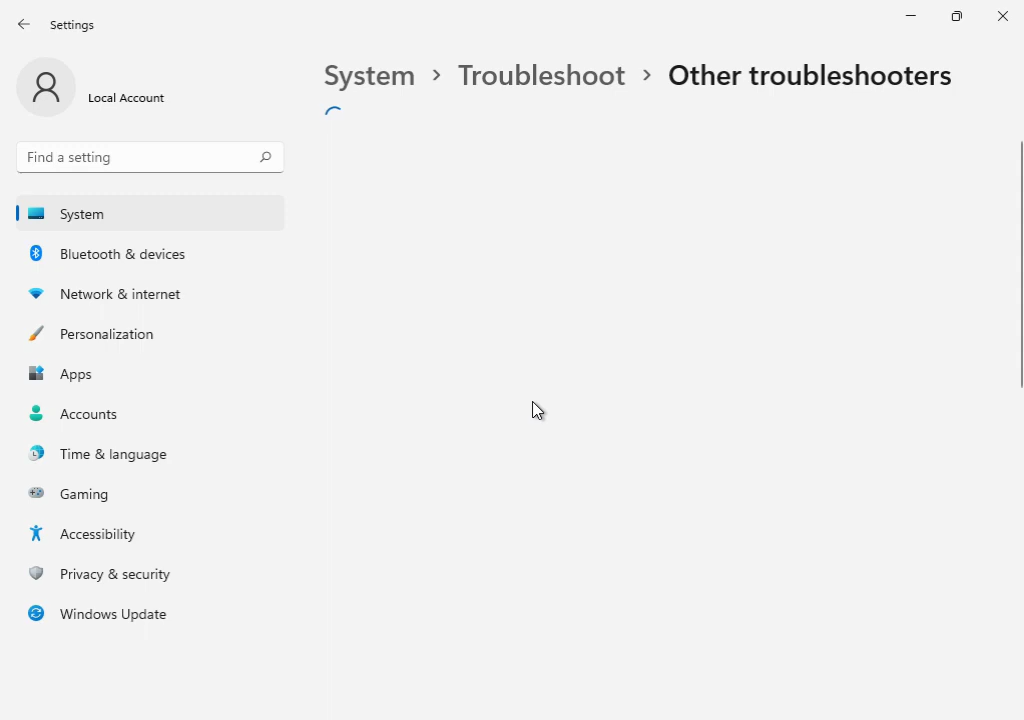 Settings
Local Account
Find a setting
System
Bluetooth & devices
Network & internet
Personalization
Apps
Accounts
Time & language
Gaming
Accessibility
Privacy & security
Windows Update
System > Troubleshoot > Other troubleshooters